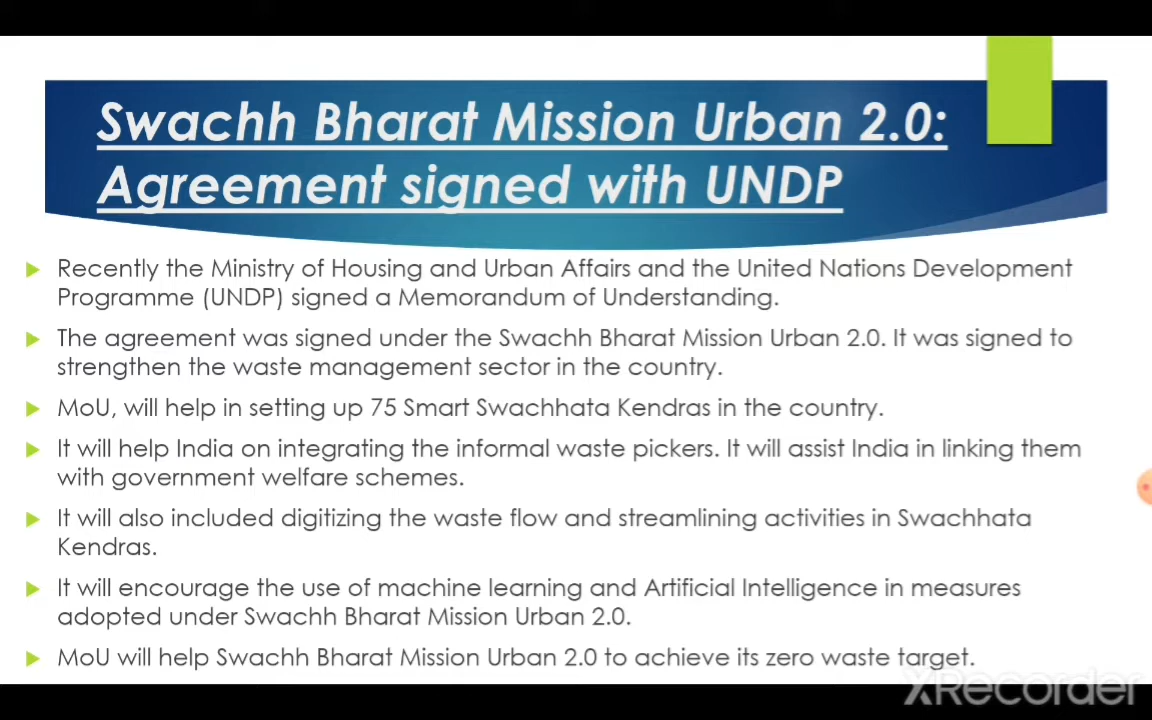 Swachh Bharat Mission Urban 2.0:
Agreement signed with UNDP
Recently the Ministry of Housing and Urban Affairs and the United Nations Development
Programme (UNDP) signed a Memorandum of Understanding.
The agreement was signed under the Swachh Bharat Mission Urban 2.0. It was signed to
strengthen the waste management sector in the country.
MoU, will help in setting up 75 Smart Swachhata Kendras in the country.
It will help India on integrating the informal waste pickers. It will assist India in linking them
with government welfare schemes.
It will also included digitizing the waste flow and streamlining activities in Swachhata
Kendras.
It will encourage the use of machine learning and Artificial Intelligence in measures
adopted under Swachh Bharat Mission Urban 2.0.
MoU will help Swachh Bharat Mission Urban 2.0 to achieve its zero waste target.
XRecorder